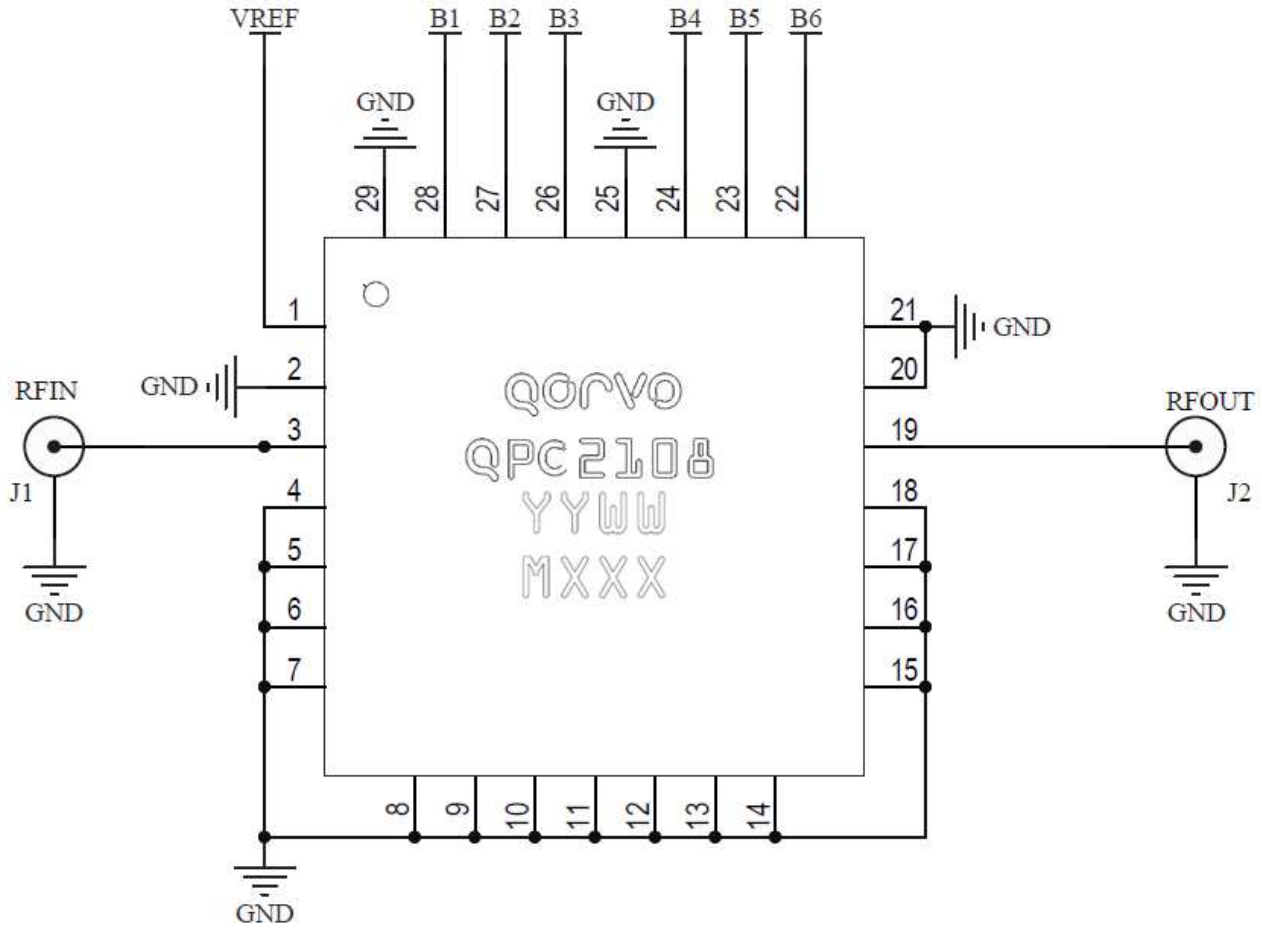 VREF B1 B2 B3 B4 B5 B6
GND GND
29 28 27 26 25 24 23 22
1 21 GND
GND 2 20
RFIN 3 19 RFOUT
QORVO
QPC2108
J1 4 18 J2
YYWW
5 17
MXXX
GND 6 16 GND
7 15
8 9 10 11 12 13 14
GND